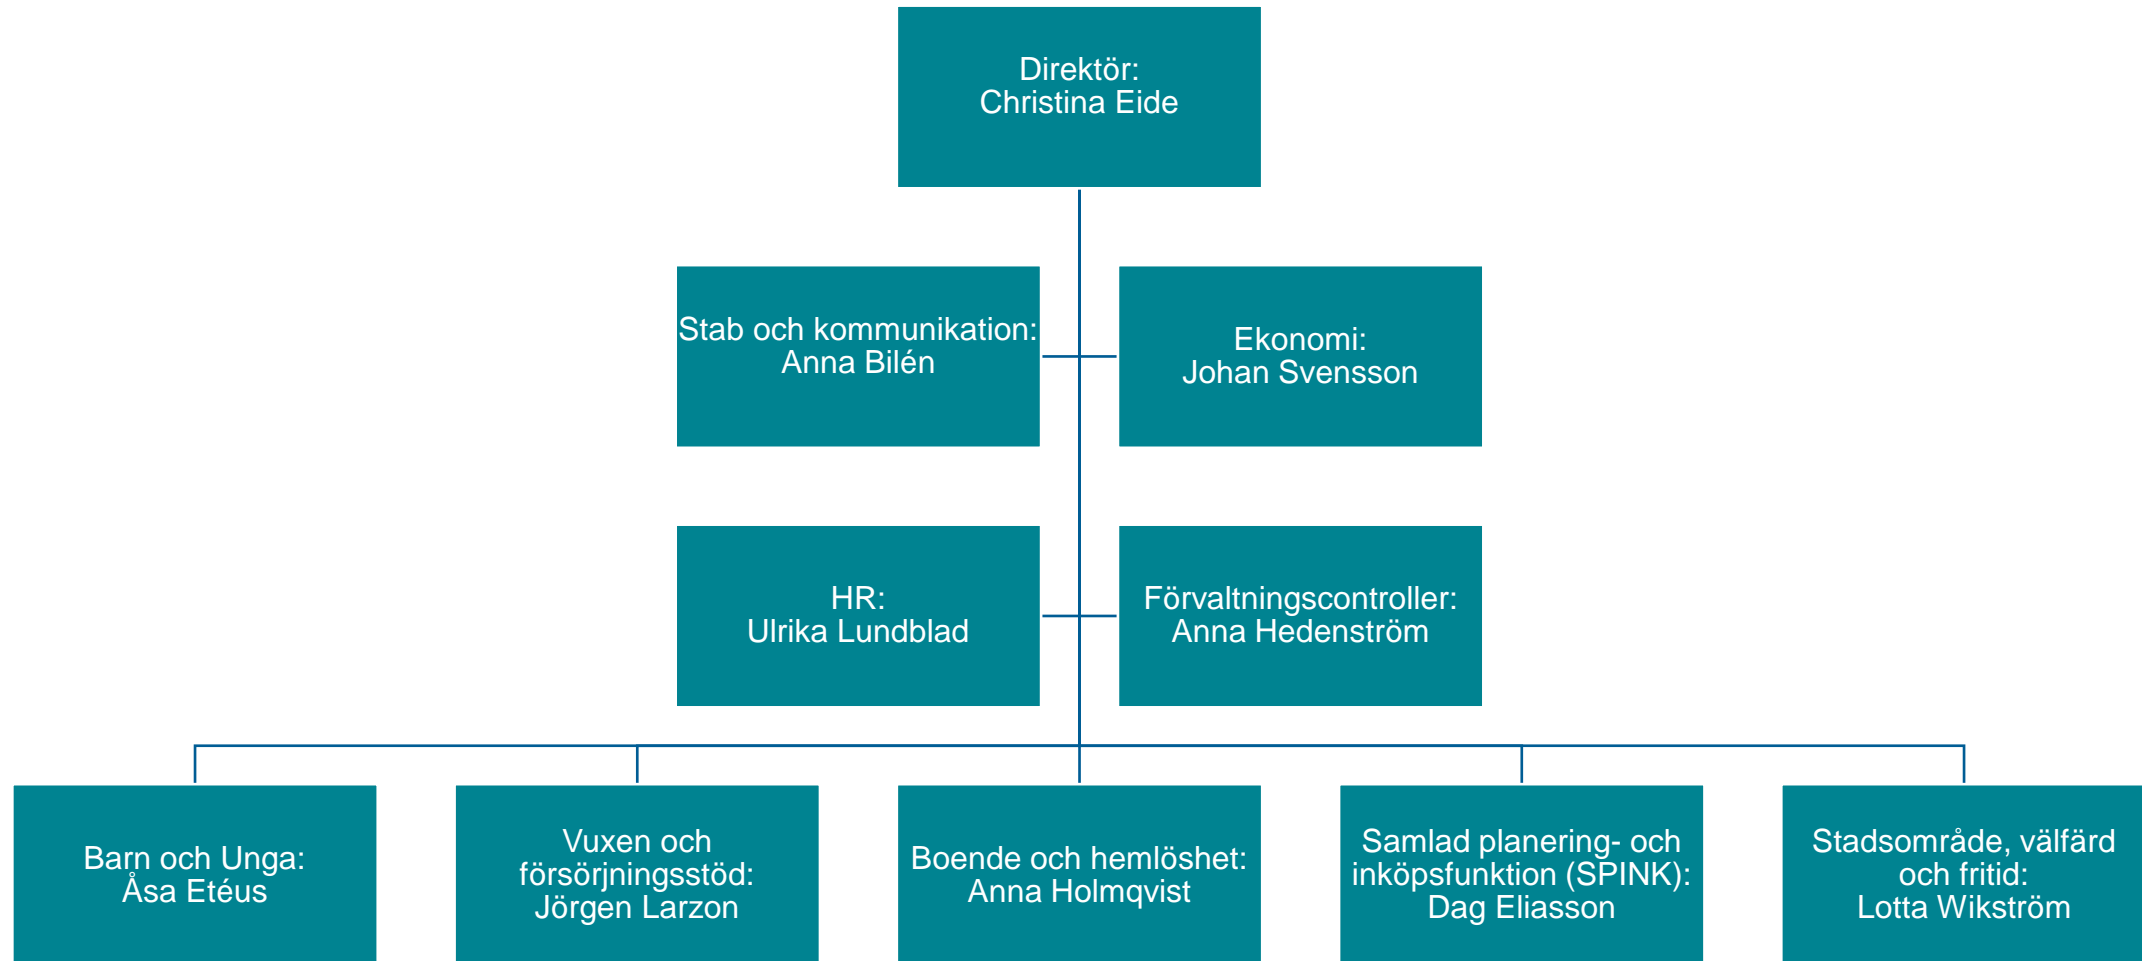 Direktör:
Christina Eide
Stab och kommunikation:
Anna Bilén
Ekonomi:
Johan Svensson
HR:
Ulrika Lundblad
Förvaltningscontroller:
Anna Hedenström
Barn och Unga:
Åsa Etéus
Vuxen och
försörjningsstöd:
Jörgen Larzon
Boende och hemlöshet:
Anna Holmqvist
Samlad planering- och
inköpsfunktion (SPINK):
Dag Eliasson
Stadsområde, välfärd
och fritid:
Lotta Wikström